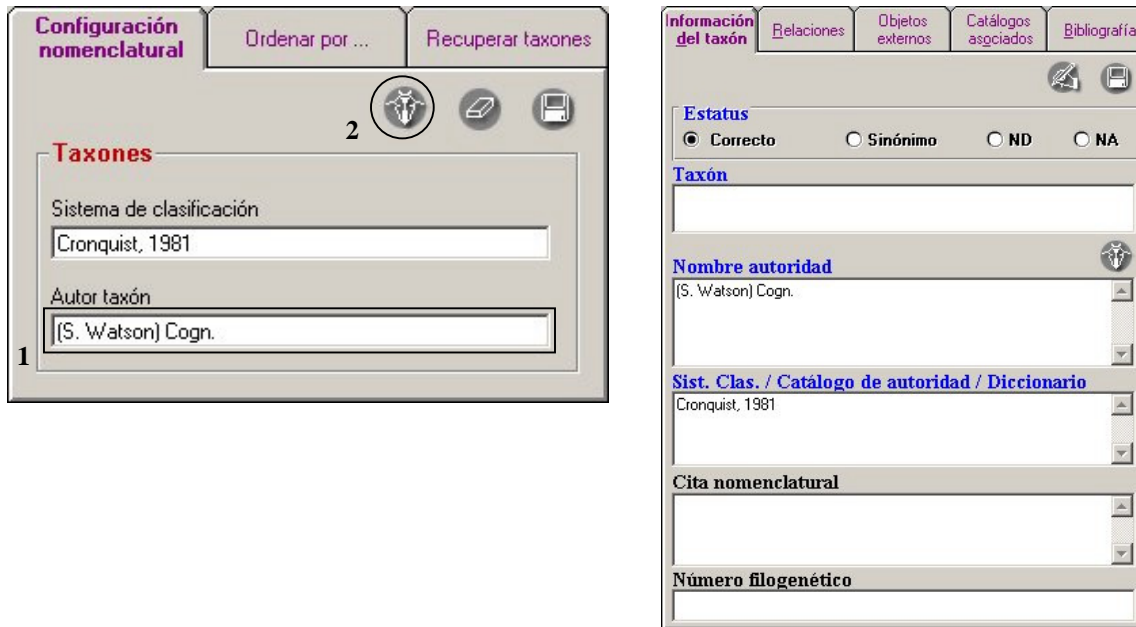 Configuración
nomenclatural
Ordenar por ...
Recuperar taxones
2
Taxones
Sistema de clasificación
Cronquist, 1981
Autor taxón
(S. Watson) Cogn.
1
Información
del taxón
Relaciones
Objetos
externos
Catálogos
asociados
Bibliografía
Estatus
Correcto
Sinónimo
ND
NA
Taxón
Nombre autoridad
(S. Watson) Cogn.
Sist. Clas. / Catálogo de autoridad / Diccionario
Cronquist, 1981
Cita nomenclatural
Número filogenético